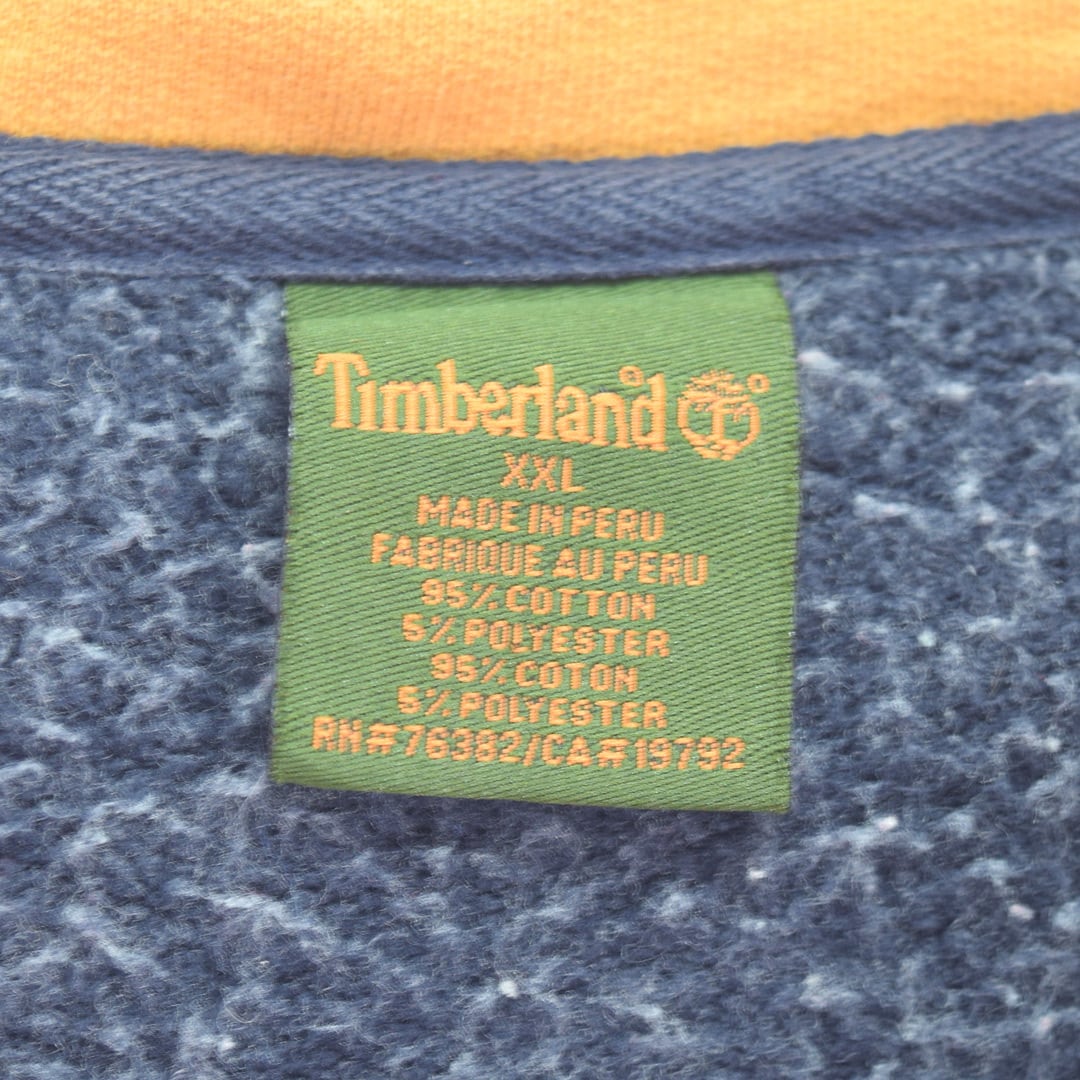 Timberland
XXL
MADE IN PERU
FABRIQUE AU PERU
95% COTTON
5% POLYESTER
95% COTON
5% POLYESTER
RN#76382/CA#19792